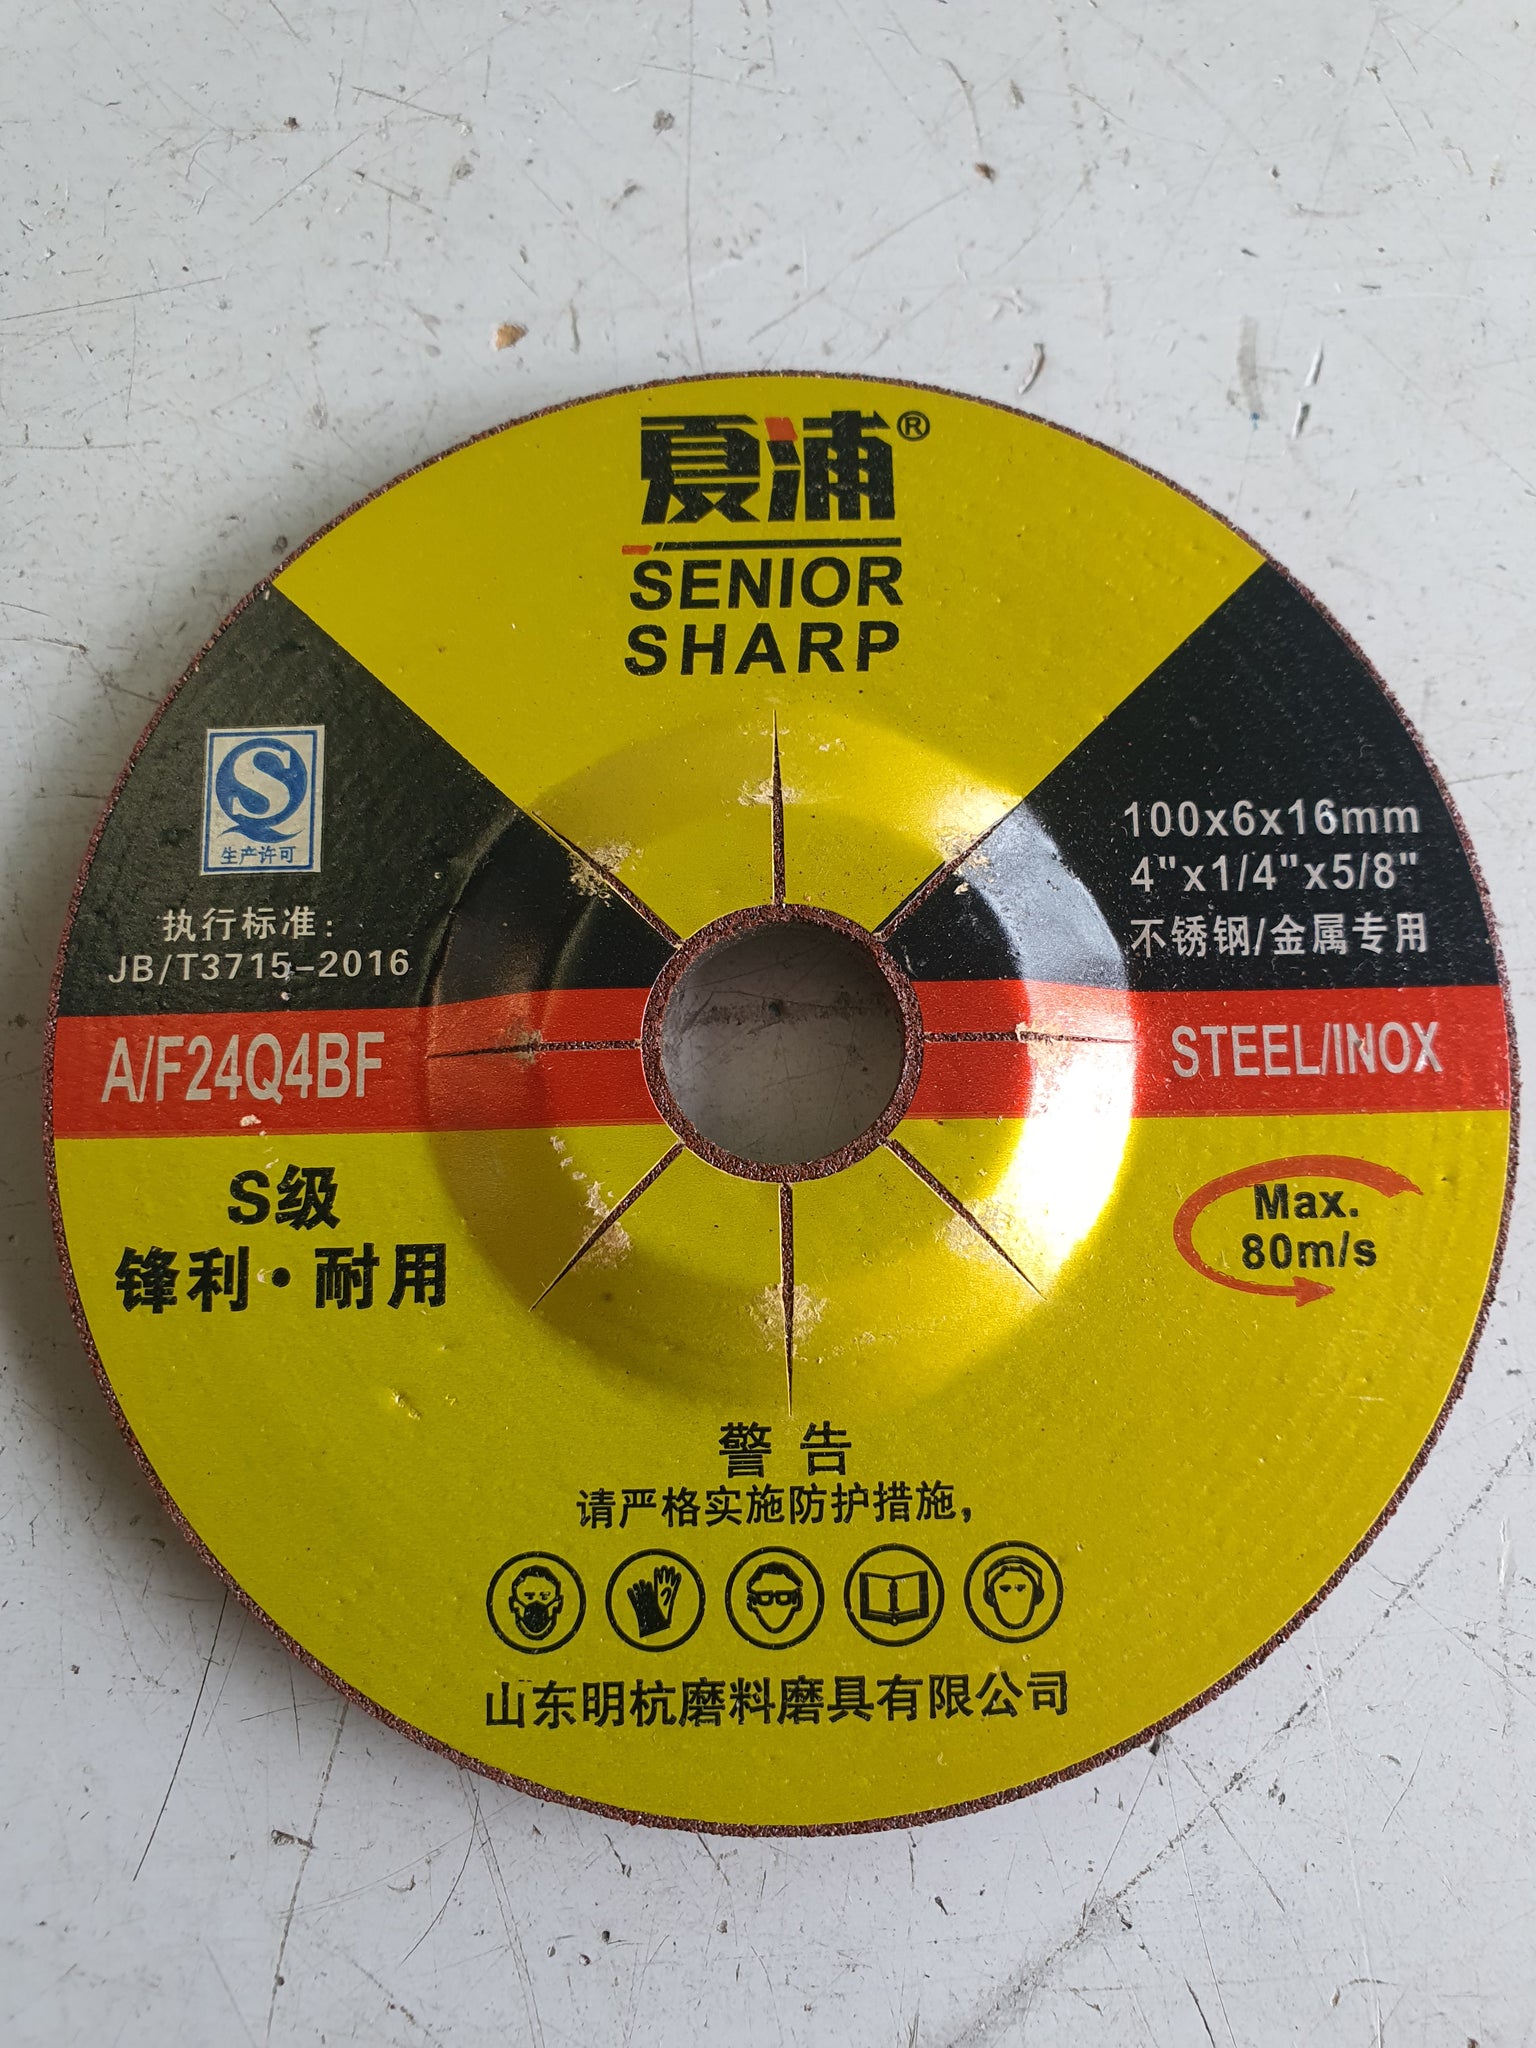 夏浦®
SENIOR
SHARP
S
生产许可
执行标准：
JB/T3715-2016
100x6x16mm
4"x1/4"x5/8"
不锈钢/金属专用
A/F24Q4BF
STEEL/INOX
S级
锋利·耐用
Max.
80m/s
警告
请严格实施防护措施，
山东明杭磨料磨具有限公司